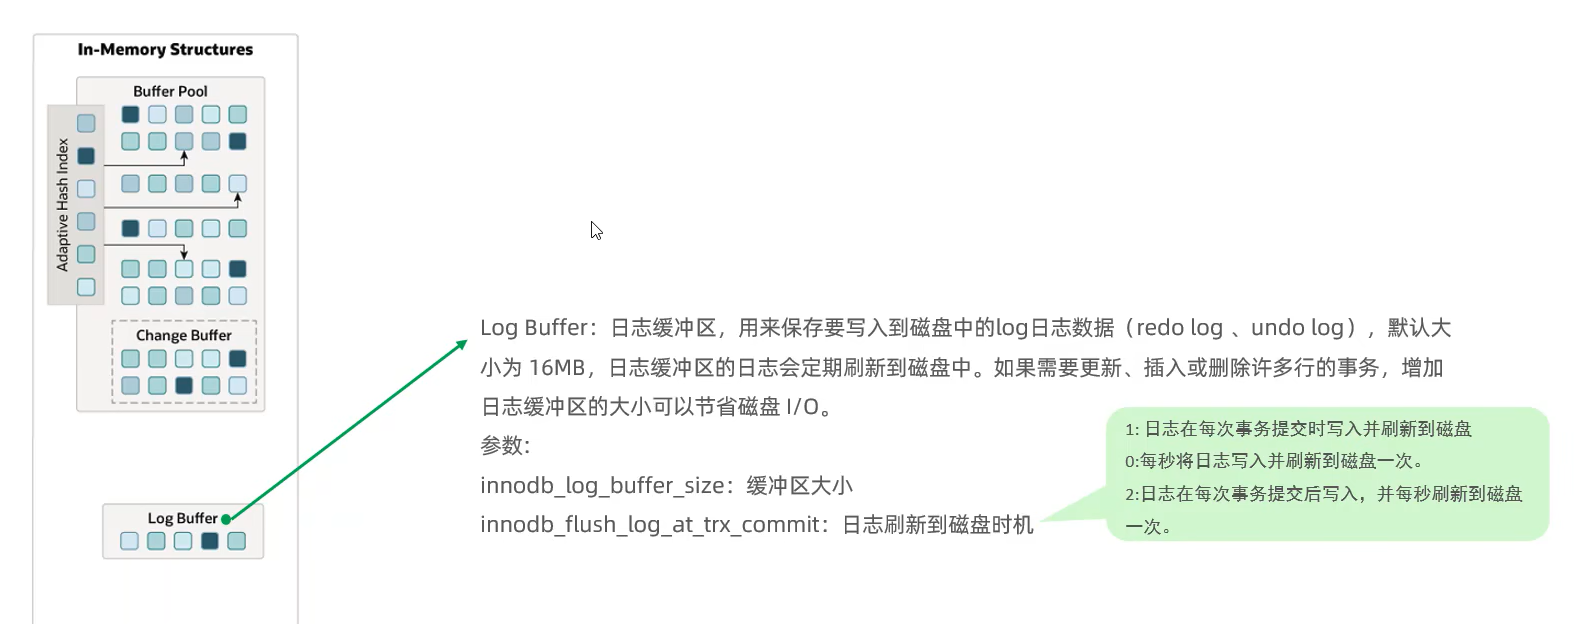 In-Memory Structures
Buffer Pool
Adaptive Hash Index
Change Buffer
Log Buffer
Log Buffer：日志缓冲区，用来保存要写入到磁盘中的log日志数据（redo log 、undo log），默认大
小为 16MB，日志缓冲区的日志会定期刷新到磁盘中。如果需要更新、插入或删除许多行的事务，增加
日志缓冲区的大小可以节省磁盘 I/O。
参数：
innodb_log_buffer_size：缓冲区大小
innodb_flush_log_at_trx_commit：日志刷新到磁盘时机
1: 日志在每次事务提交时写入并刷新到磁盘
0:每秒将日志写入并刷新到磁盘一次。
2:日志在每次事务提交后写入，并每秒刷新到磁盘
一次。